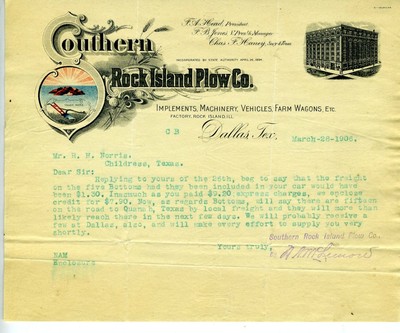 F. A. Head, President
F. B. Jones V. Pres. & Manager
Chas. F. Haney, Sec'y & Treas.
Southern
INCORPORATED BY STATE AUTHORITY APRIL
Rock Island Plow Co.
IMPLEMENTS, MACHINERY, VEHICLES, FARM WAGONS, ETC.
FACTORY, ROCK ISLAND, ILL.
C B
Dallas, Tex.
March-28-1906.
Mr. H. H. Norris,
Childress, Texas.
Dear Sir:
Replying to yours of the 26th, beg to say that the freight
on the five Bottoms had they been included in your car would have
been $1.30. Inasmuch as you paid $9.20 express charges, we enclose
credit for $7.90. Now, as regards Bottoms, will say there are fifteen
on the road to Quanah, Texas by local freight and they will more than
likely reach there in the next few days. We will probably receive a
few at Dallas, also, and will make every effort to supply you very
shortly.
Yours truly,
Southern Rock Island Plow Co.,
SAM
Enclosure